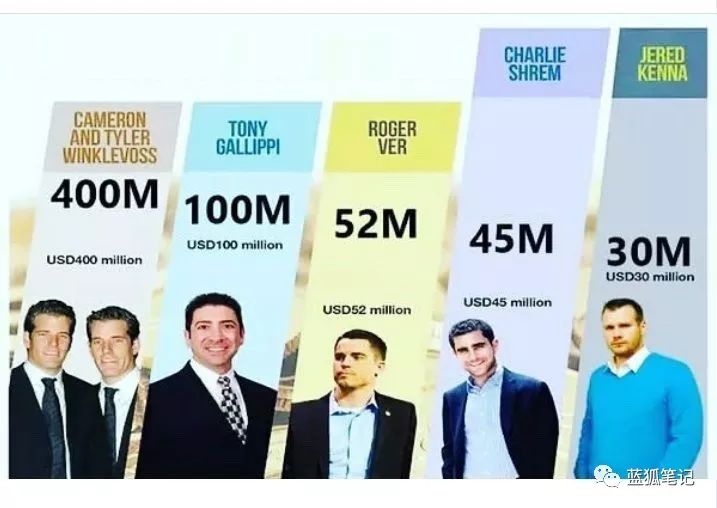 CAMERON
AND TYLER
WINKLEVOSS
400M
USD400 million
TONY
GALLIPPI
100M
USD100 million
ROGER
VER
52M
USD52 million
CHARLIE
SHREM
45M
USD45 million
JERED
KENNA
30M
USD30 million
蓝狐笔记